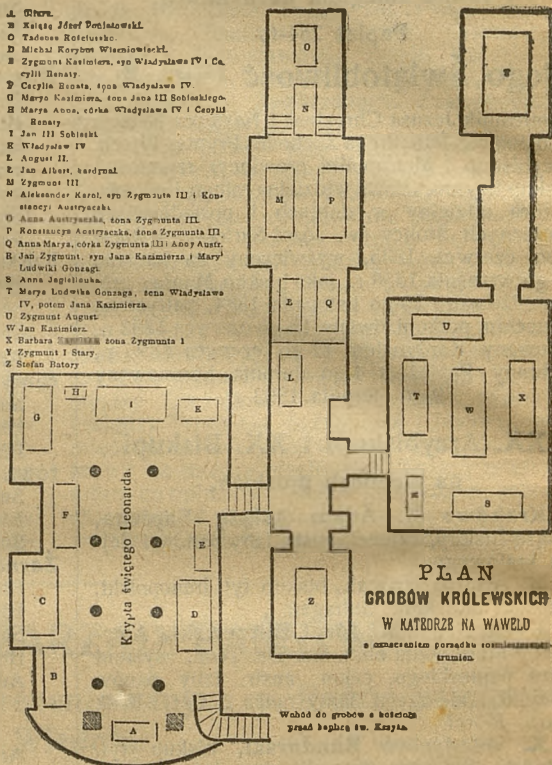 A
B Książę Józef Poniatowski.
C Tadeusz Kościuszko.
D Michał Korybut Wiszniowiecki.
E Zygmunt Kazimierz, syn Władysława IV i Ce
cylii Renaty.
F Cecylia Renata, żona Władysława IV.
G Marya Kazimiera, żona Jana III Sobieskiego.
H Marya Anna, córka Władysława IV i Cecylii
Renaty.
I Jan III Sobieski.
K Władysław IV
L August II.
Ł Jan Albert, kardynał.
M Zygmunt III.
N Aleksander Karol, syn Zygmunta III i Kon-
stancyi Austryaczki
O Anna Austryaczka, żona Zygmunta III.
P Konstancya Austryaczka, żona Zygmunta III.
Q Anna Marya, córka Zygmunta III i Anny Austr.
R Jan Zygmunt, syn Jana Kazimierza i Mary
Ludwiki Gonzagi.
S Anna Jagiellonka.
T Marya Ludwika Gonzaga, żena Władysława
IV, potem Jana Kazimierza.
U Zygmunt August.
W Jan Kazimierz.
X Barbara żona Zygmunta I
Y Zygmunt I Stary.
Z Stefan Batory
O
N
M P
Ł Q
L
Y
U
T W X
S
G H I K
F
E
C D
B
A
Z
Krypta świętego Leonarda.
PLAN
GROBÓW KRÓLEWSKICH
W KATEDRZE NA WAWELU
z oznaczeniem porządku
trumien.
Wchód do grobów z kościoła
przed kaplicą św. Krzyża.